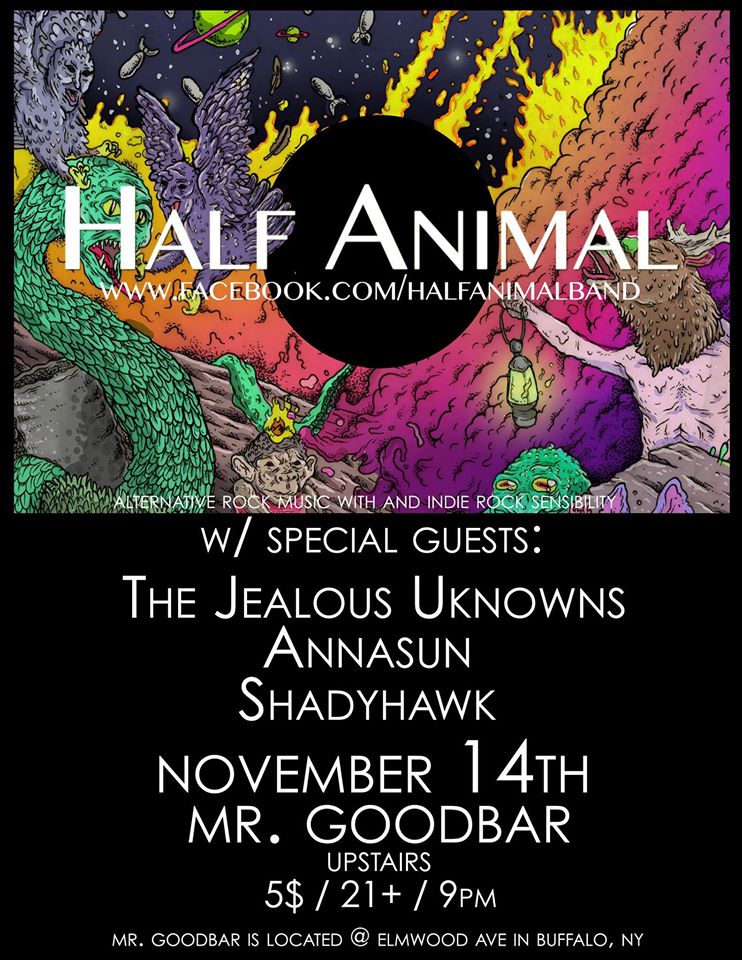 Half Animal
www.facebook.com/halfanimalband
Alternative rock music with and indie rock sensibility
w/ special guests:
The Jealous Uknowns
Annasun
Shadyhawk
November 14th
Mr. Goodbar
Upstairs
5$ / 21+ / 9pm
Mr. Goodbar is located @ Elmwood Ave in Buffalo, NY